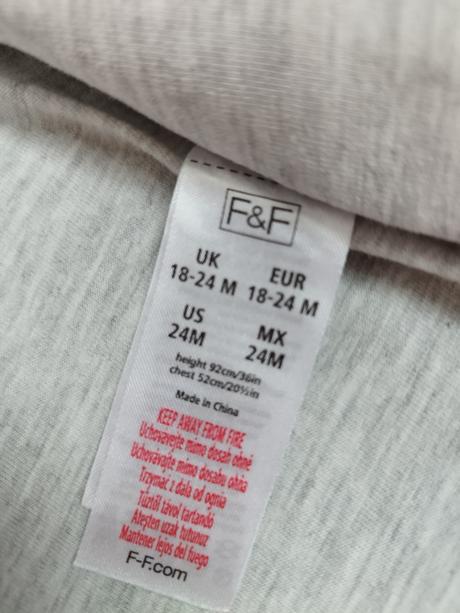 F&F
UK EUR
18-24 M 18-24 M
US MX
24M 24M
height 92cm/36in
chest 52cm/20½in
Made in China
KEEP AWAY FROM FIRE
Uchovavejte mimo dosah ohně
Uchovávajte mimo dosahu ohňa
Trzymać z dala od ognia
Tűztől távol tartandó
Ateşten uzak tutunuz
Mantener lejos del fuego
F-F.com